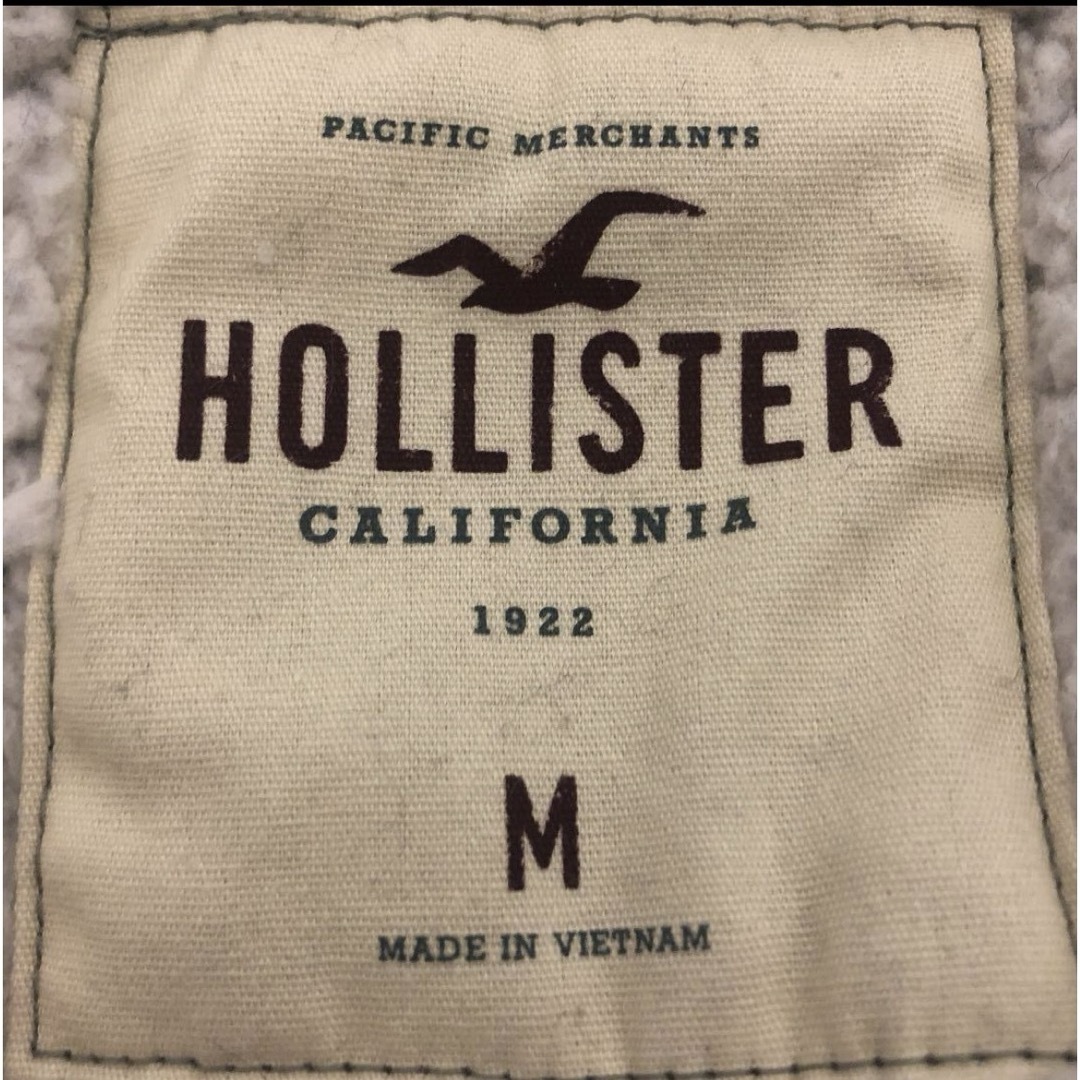 PACIFIC MERCHANTS
HOLLISTER
CALIFORNIA
1922
M
MADE IN VIETNAM